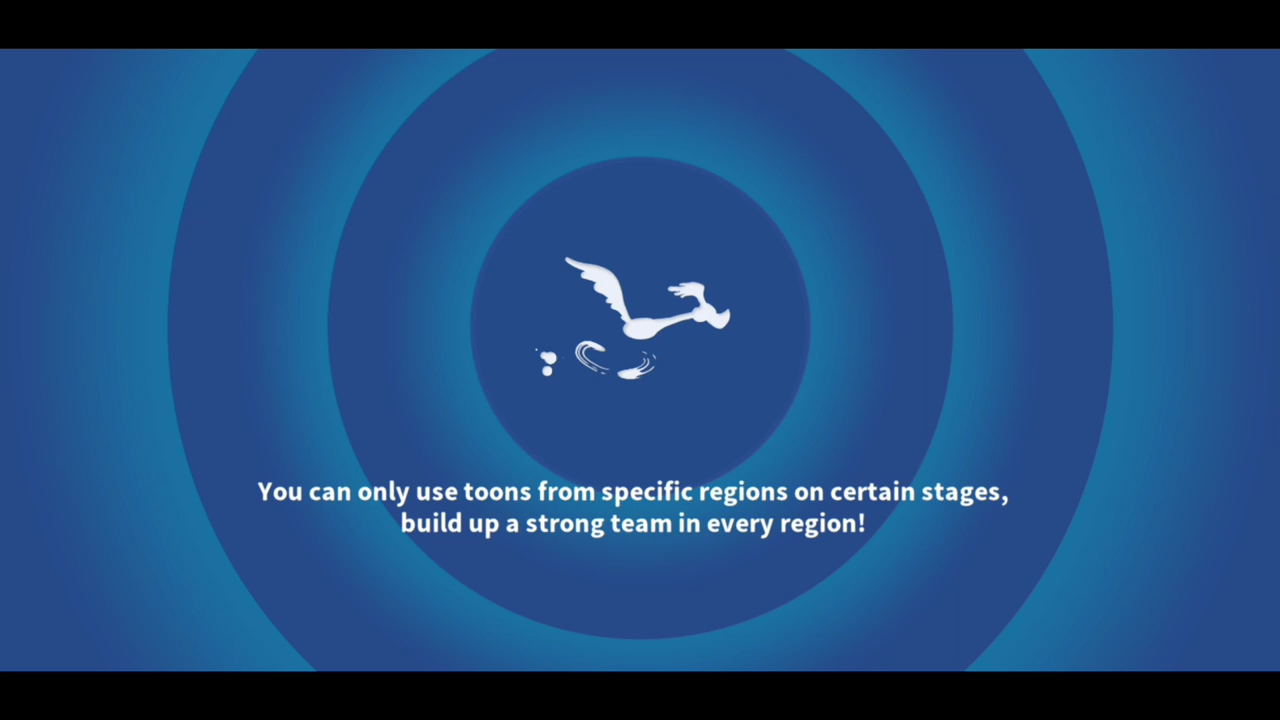 You can only use toons from specific regions on certain stages,
build up a strong team in every region!